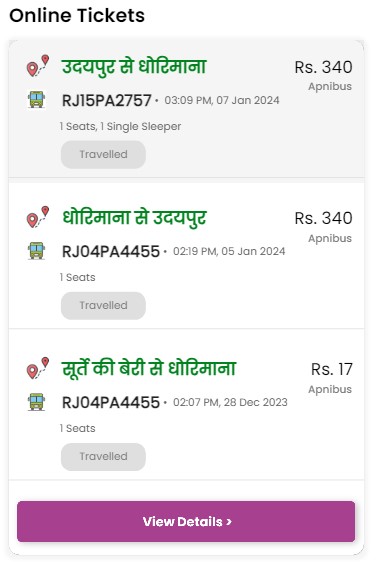 Online Tickets
उदयपुर से धोरिमाना
Rs. 340
RJ15PA2757 • 03:09 PM, 07 Jan 2024
Apnibus
1 Seats, 1 Single Sleeper
Travelled
धोरिमाना से उदयपुर
Rs. 340
RJ04PA4455 • 02:19 PM, 05 Jan 2024
Apnibus
1 Seats
Travelled
सूर्ते की बेरी से धोरिमाना
Rs. 17
RJ04PA4455 • 02:07 PM, 28 Dec 2023
Apnibus
1 Seats
Travelled
View Details >